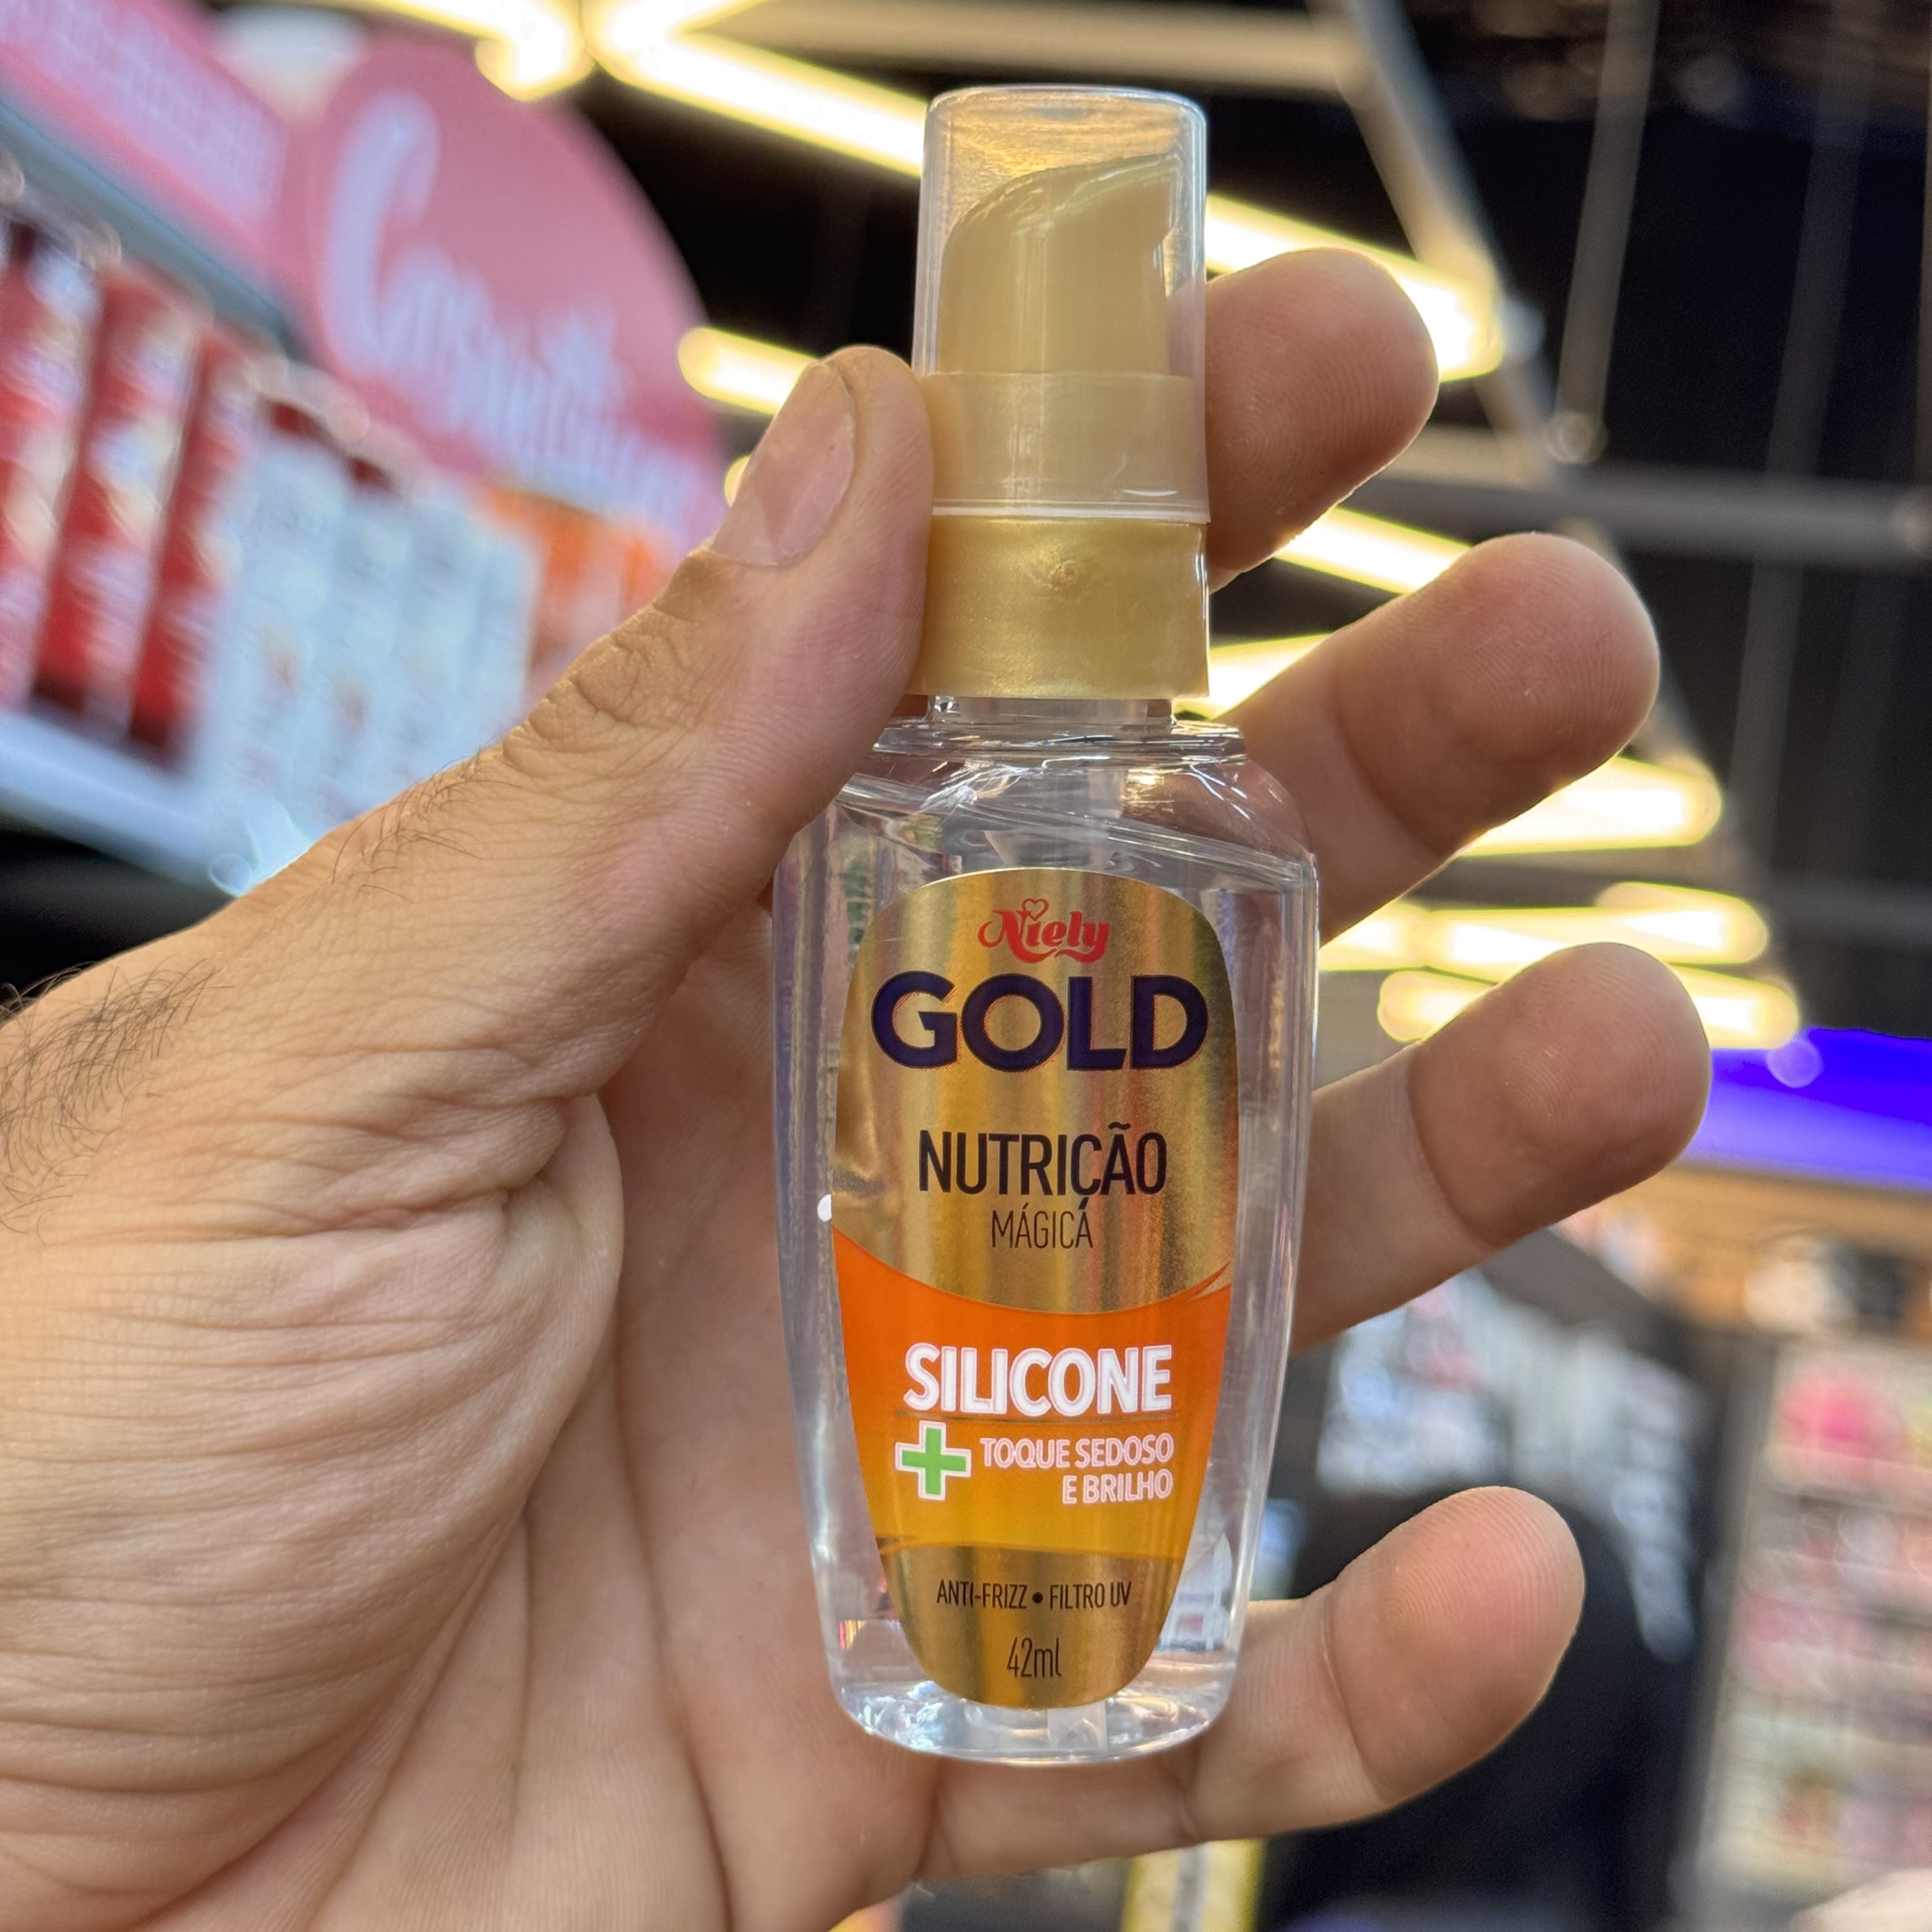 Niely
GOLD
NUTRIÇÃO
MÁGICA
SILICONE
TOQUE SEDOSO
E BRILHO
ANTI-FRIZZ • FILTRO UV
42ml